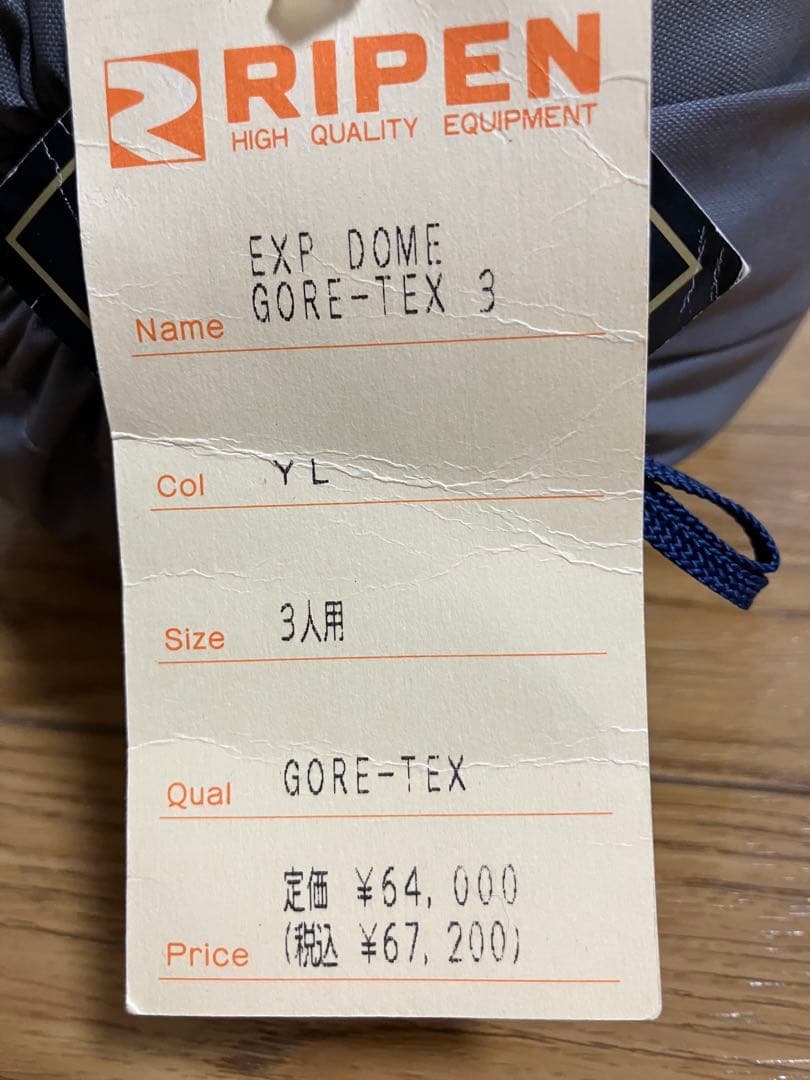 RIPEN
HIGH QUALITY EQUIPMENT
EXP DOME
Name GORE-TEX 3
Col YL
Size 3人用
Qual GORE-TEX
定価 ¥64,000
Price (税込 ¥67,200)